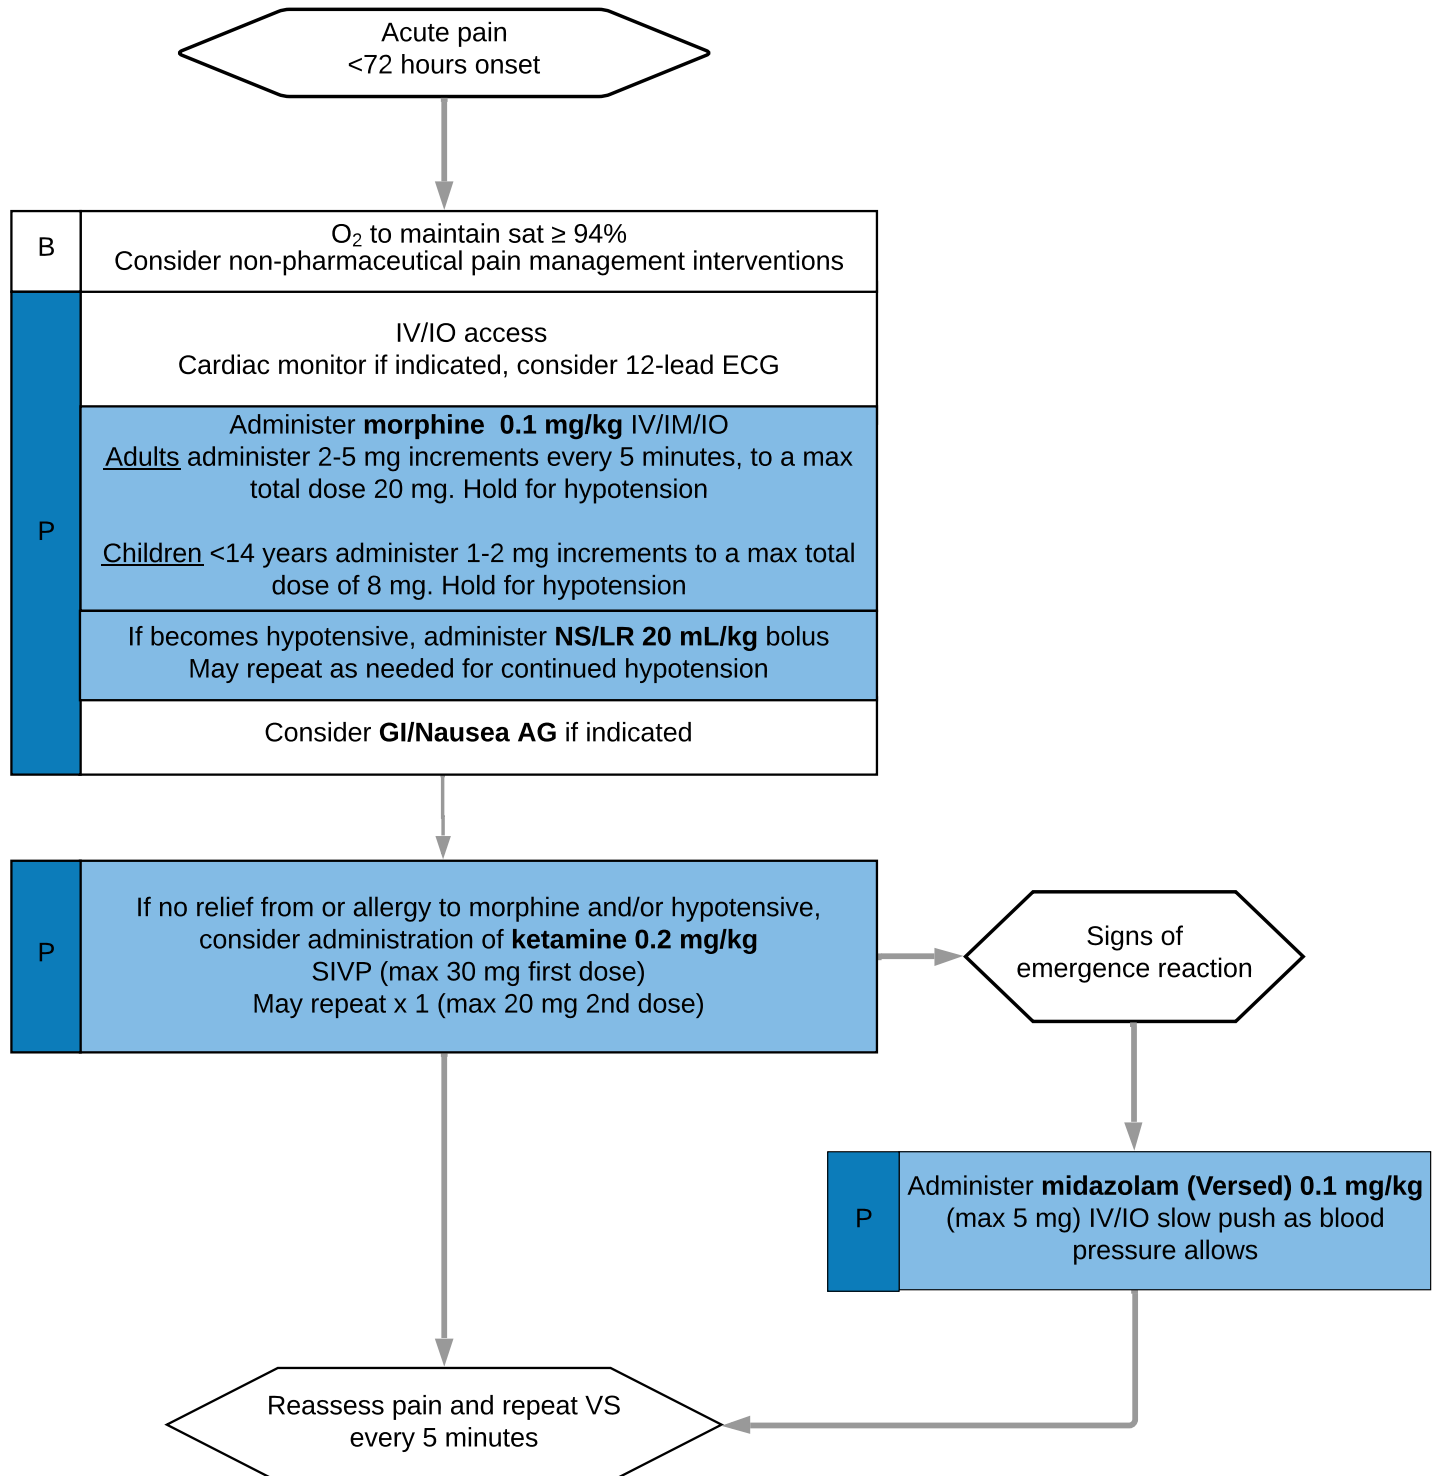 Acute pain
<72 hours onset
B
O₂ to maintain sat ≥ 94%
Consider non-pharmaceutical pain management interventions
P
IV/IO access
Cardiac monitor if indicated, consider 12-lead ECG
Administer morphine 0.1 mg/kg IV/IM/IO
Adults administer 2-5 mg increments every 5 minutes, to a max
total dose 20 mg. Hold for hypotension
Children <14 years administer 1-2 mg increments to a max total
dose of 8 mg. Hold for hypotension
If becomes hypotensive, administer NS/LR 20 mL/kg bolus
May repeat as needed for continued hypotension
Consider GI/Nausea AG if indicated
P
If no relief from or allergy to morphine and/or hypotensive,
consider administration of ketamine 0.2 mg/kg
SIVP (max 30 mg first dose)
May repeat x 1 (max 20 mg 2nd dose)
Signs of
emergence reaction
P
Administer midazolam (Versed) 0.1 mg/kg
(max 5 mg) IV/IO slow push as blood
pressure allows
Reassess pain and repeat VS
every 5 minutes